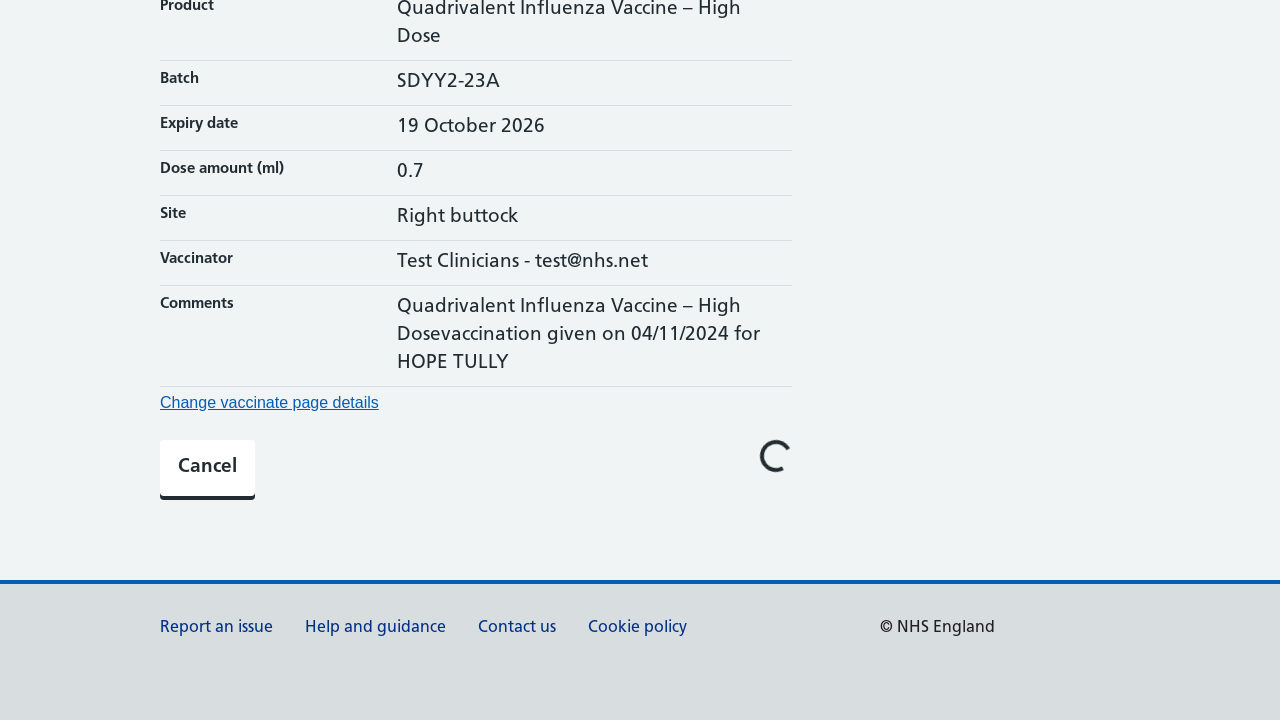 Product
Quadrivalent Influenza Vaccine – High
Dose
Batch
SDYY2-23A
Expiry date
19 October 2026
Dose amount (ml)
0.7
Site
Right buttock
Vaccinator
Test Clinicians - test@nhs.net
Comments
Quadrivalent Influenza Vaccine – High
Dosevaccination given on 04/11/2024 for
HOPE TULLY
Change vaccinate page details
Cancel
Report an issue
Help and guidance
Contact us
Cookie policy
© NHS England